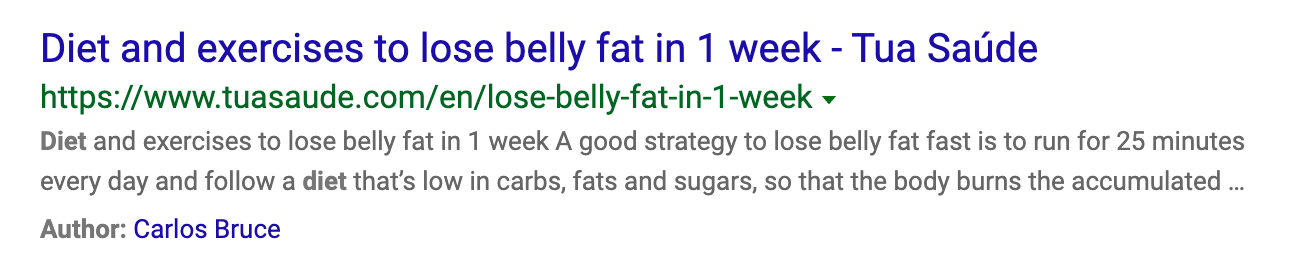 Diet and exercises to lose belly fat in 1 week - Tua Saúde
https://www.tuasaude.com/en/lose-belly-fat-in-1-week
Diet and exercises to lose belly fat in 1 week A good strategy to lose belly fat fast is to run for 25 minutes
every day and follow a diet that’s low in carbs, fats and sugars, so that the body burns the accumulated ...
Author: Carlos Bruce